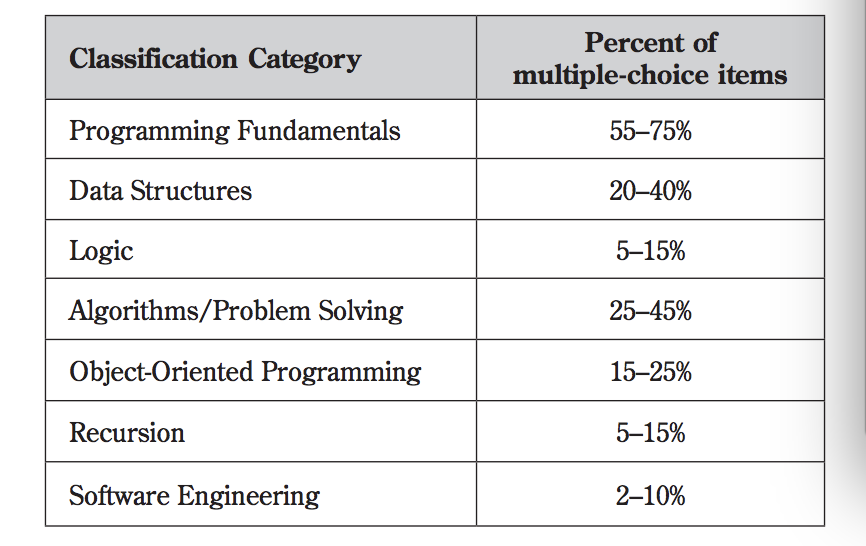 Classification Category
Percent of
multiple-choice items
Programming Fundamentals
55–75%
Data Structures
20–40%
Logic
5–15%
Algorithms/Problem Solving
25–45%
Object-Oriented Programming
15–25%
Recursion
5–15%
Software Engineering
2–10%